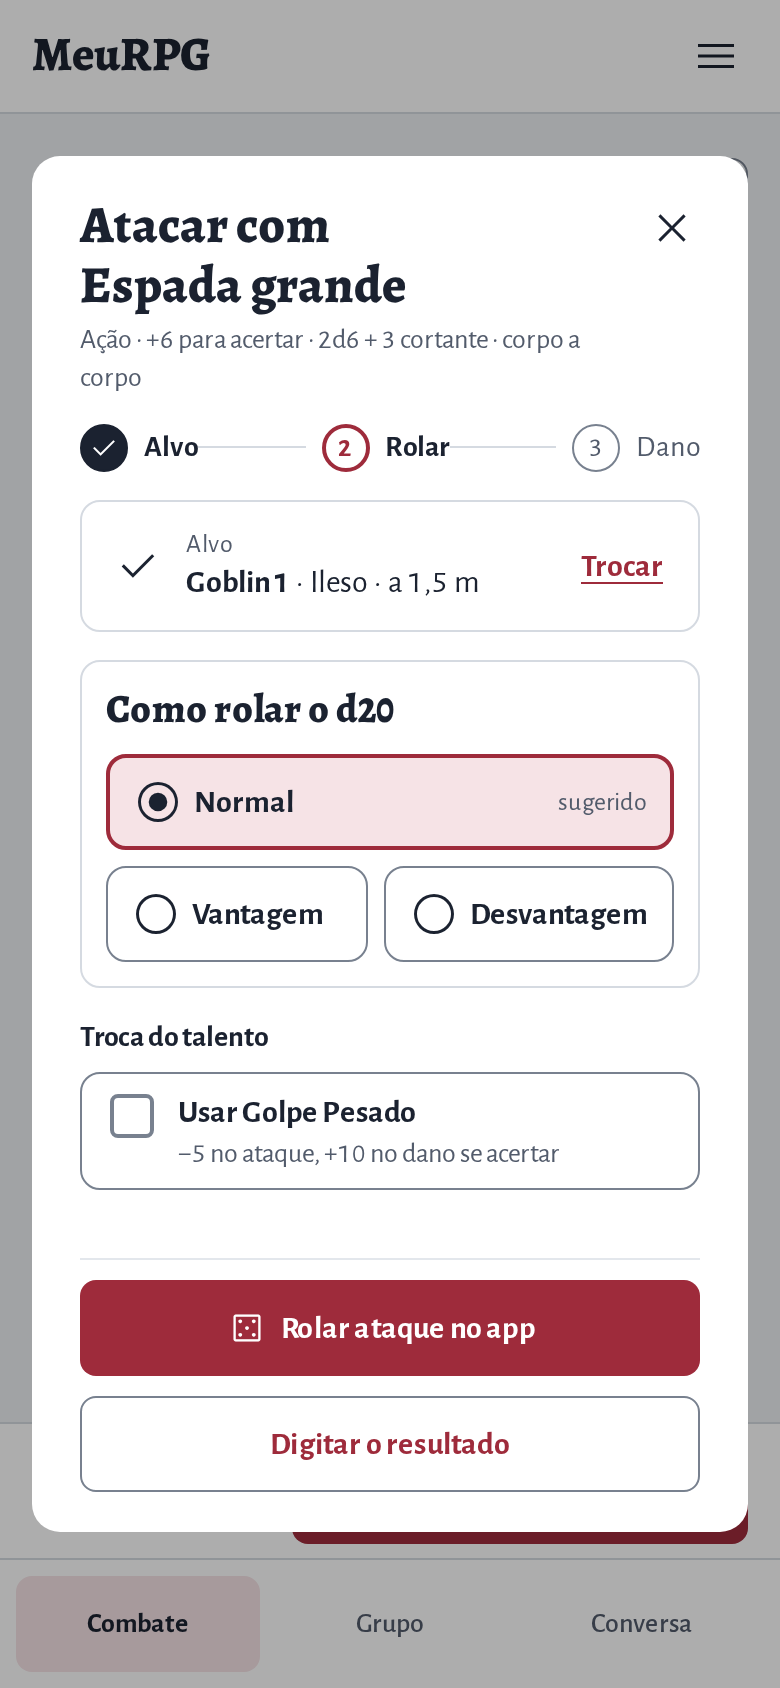 MeuRPG
Atacar com
Espada grande
Ação · +6 para acertar · 2d6 + 3 cortante · corpo a
corpo
Alvo 2 Rolar 3 Dano
Alvo
Goblin 1 · Ileso · a 1,5 m
Trocar
Como rolar o d20
Normal sugerido
Vantagem Desvantagem
Troca do talento
Usar Golpe Pesado
−5 no ataque, +10 no dano se acertar
Rolar ataque no app
Digitar o resultado
Combate Grupo Conversa